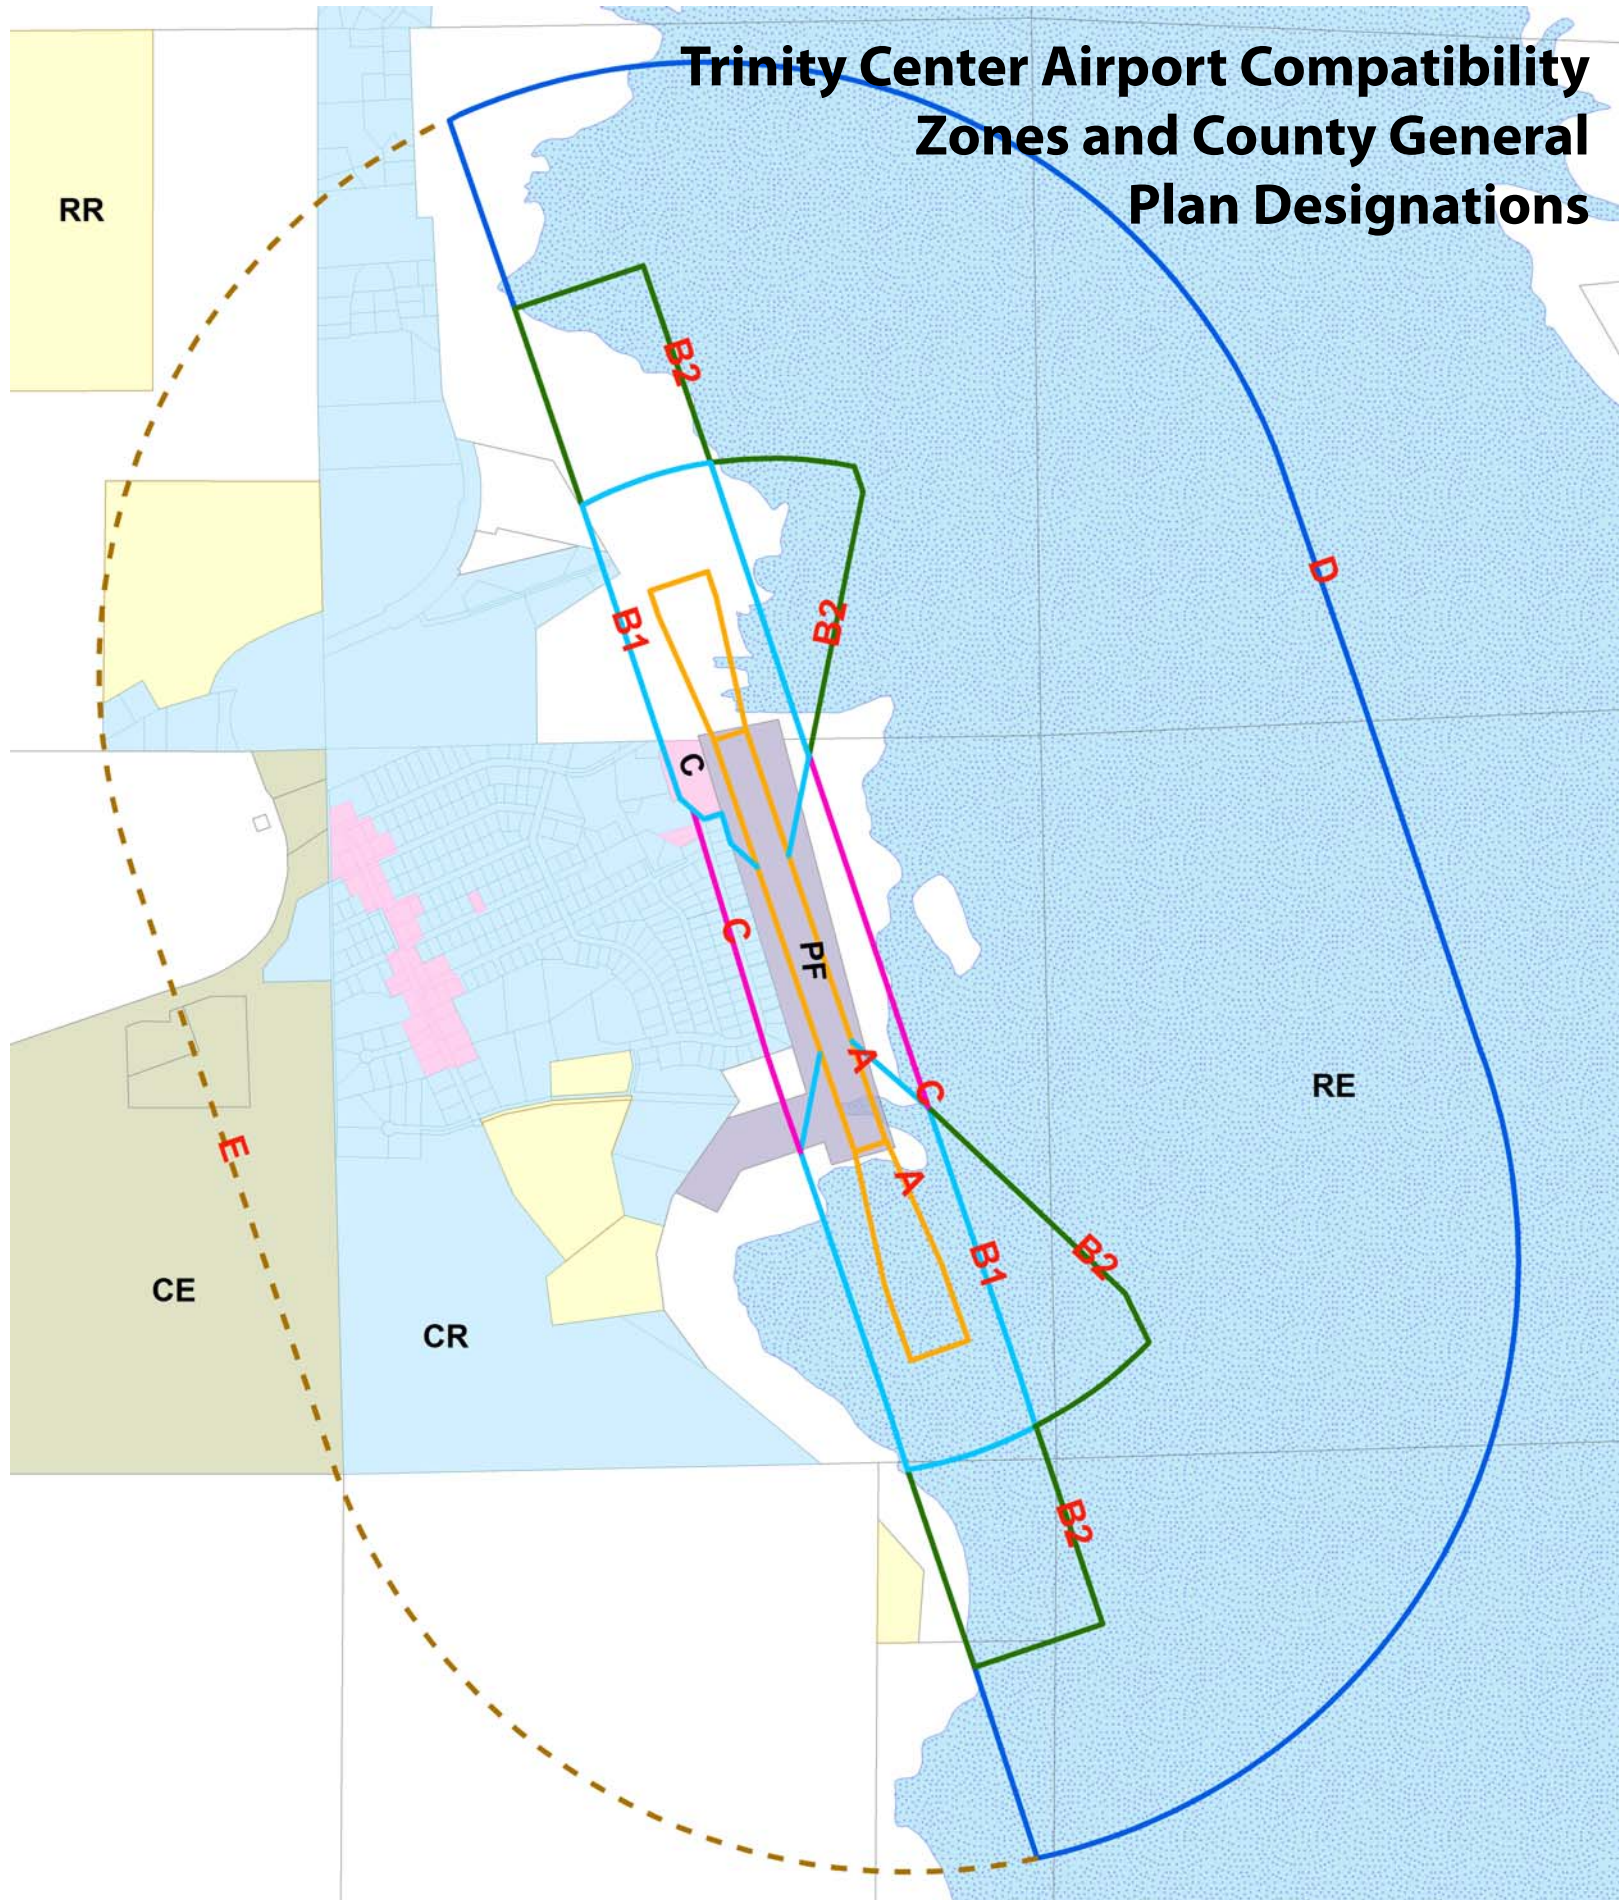 Trinity Center Airport Compatibility
Zones and County General
Plan Designations
RR
B2
D
B1
B2
C
C
PF
A
C
RE
E
A
B2
B1
CE
CR
B2